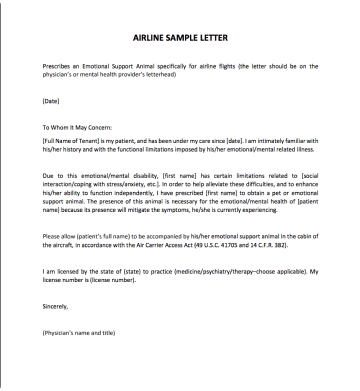 AIRLINE SAMPLE LETTER
Prescribes an Emotional Support Animal specifically for airline flights (the letter should be on the
physician's or mental health provider's letterhead)
[Date]
To Whom It May Concern:
[Full Name of Tenant] is my patient, and has been under my care since [date]. I am intimately familiar with
his/her history and with the functional limitations imposed by his/her emotional/mental related illness.
Due to this emotional/mental disability, [first name] has certain limitations related to [social
interaction/coping with stress/anxiety, etc.]. In order to help alleviate these difficulties, and to enhance
his/her ability to function independently, I have prescribed [first name] to obtain a pet or emotional
support animal. The presence of this animal is necessary for the emotional/mental health of [patient
name] because its presence will mitigate the symptoms, he/she is currently experiencing.
Please allow (patient's full name) to be accompanied by his/her emotional support animal in the cabin of
the aircraft, in accordance with the Air Carrier Access Act (49 U.S.C. 41705 and 14 C.F.R. 382).
I am licensed by the state of (state) to practice (medicine/psychiatry/therapy–choose applicable). My
license number is (license number).
Sincerely,
(Physician's name and title)